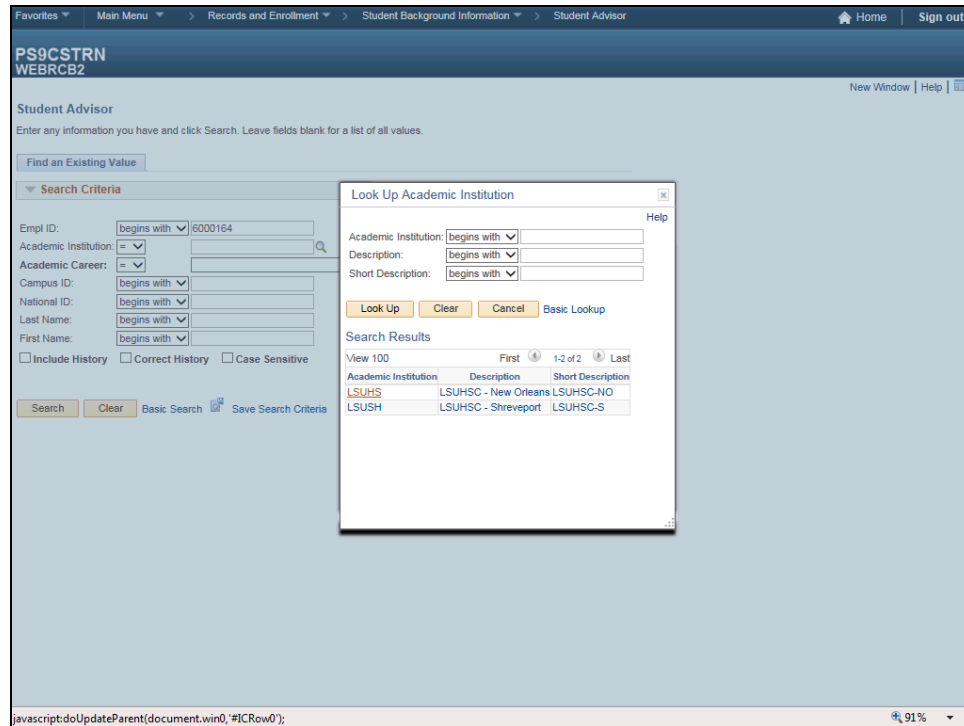 Favorites Main Menu > Records and Enrollment > Student Background Information > Student Advisor Home Sign out
PS9CSTRN
WEBRCB2
New Window | Help |
Student Advisor
Enter any information you have and click Search. Leave fields blank for a list of all values.
Find an Existing Value
Search Criteria
Empl ID: begins with 6000164
Academic Institution: =
Academic Career: =
Campus ID: begins with
National ID: begins with
Last Name: begins with
First Name: begins with
Include History Correct History Case Sensitive
Search Clear Basic Search Save Search Criteria
Look Up Academic Institution
Help
Academic Institution: begins with
Description: begins with
Short Description: begins with
Look Up Clear Cancel Basic Lookup
Search Results
View 100 First 1-2 of 2 Last
Academic Institution Description Short Description
LSUHS LSUHSC - New Orleans LSUHSC-NO
LSUSH LSUHSC - Shreveport LSUHSC-S
javascript:doUpdateParent(document.win0,'#ICRow0'); 91%